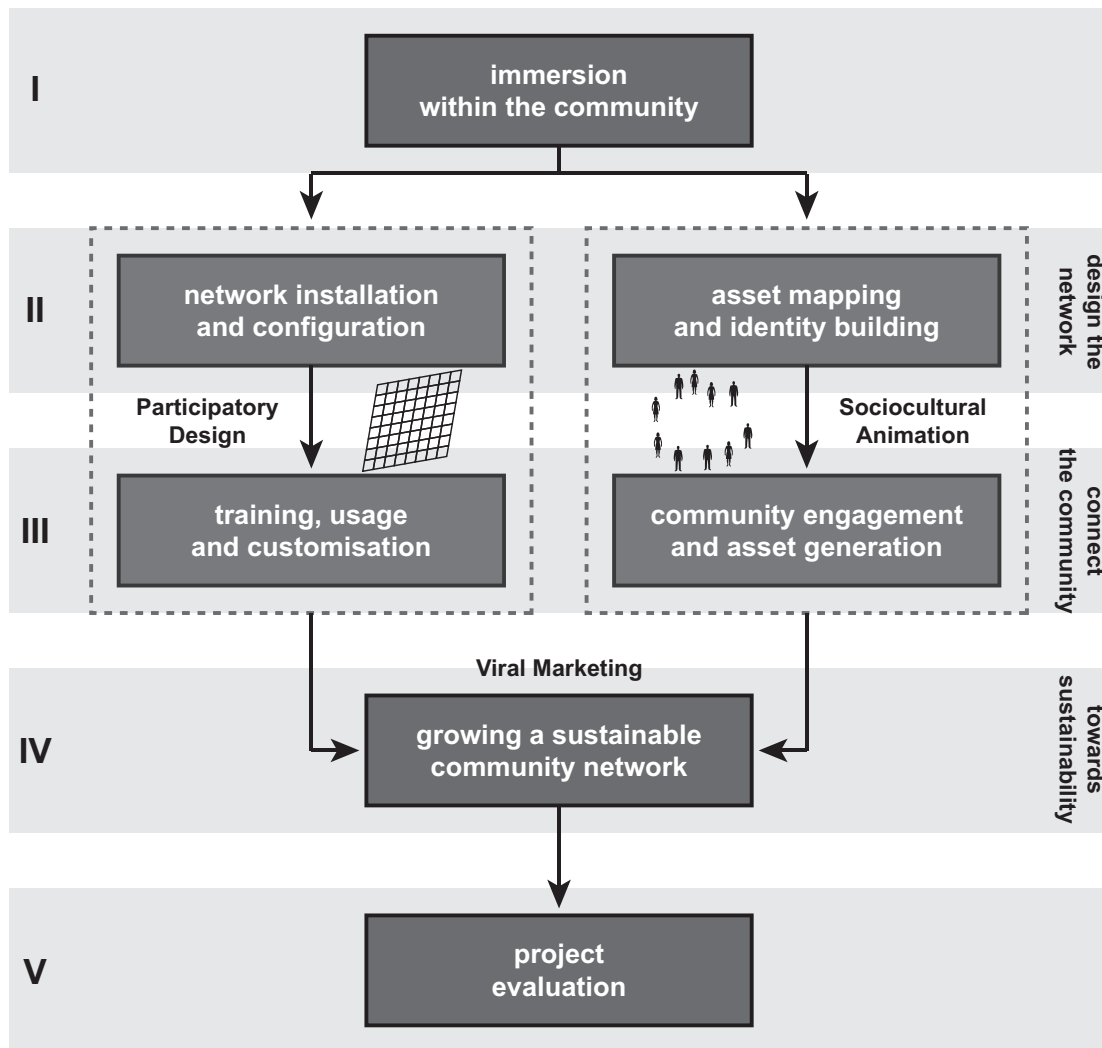 I
immersion
within the community
II
network installation
and configuration
asset mapping
and identity building
design the
network
Participatory
Design
Sociocultural
Animation
III
training, usage
and customisation
community engagement
and asset generation
connect
the community
Viral Marketing
IV
growing a sustainable
community network
towards
sustainability
V
project
evaluation